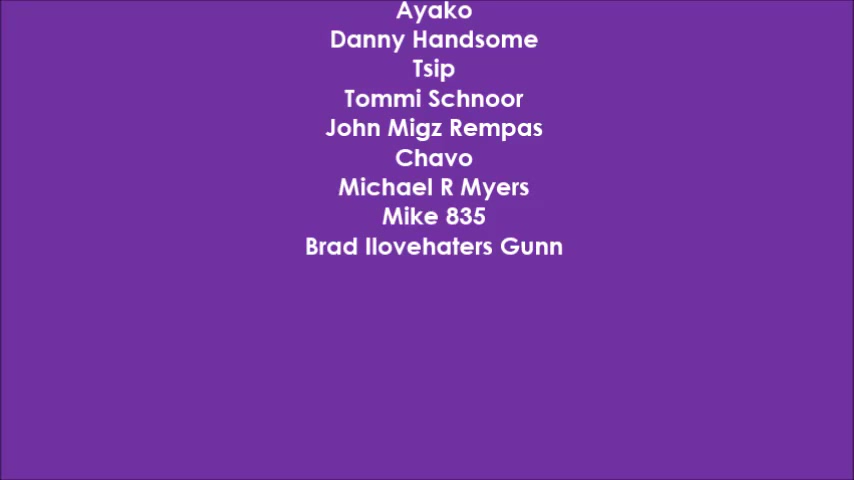 Ayako
Danny Handsome
Tsip
Tommi Schnoor
John Migz Rempas
Chavo
Michael R Myers
Mike 835
Brad Ilovehaters Gunn